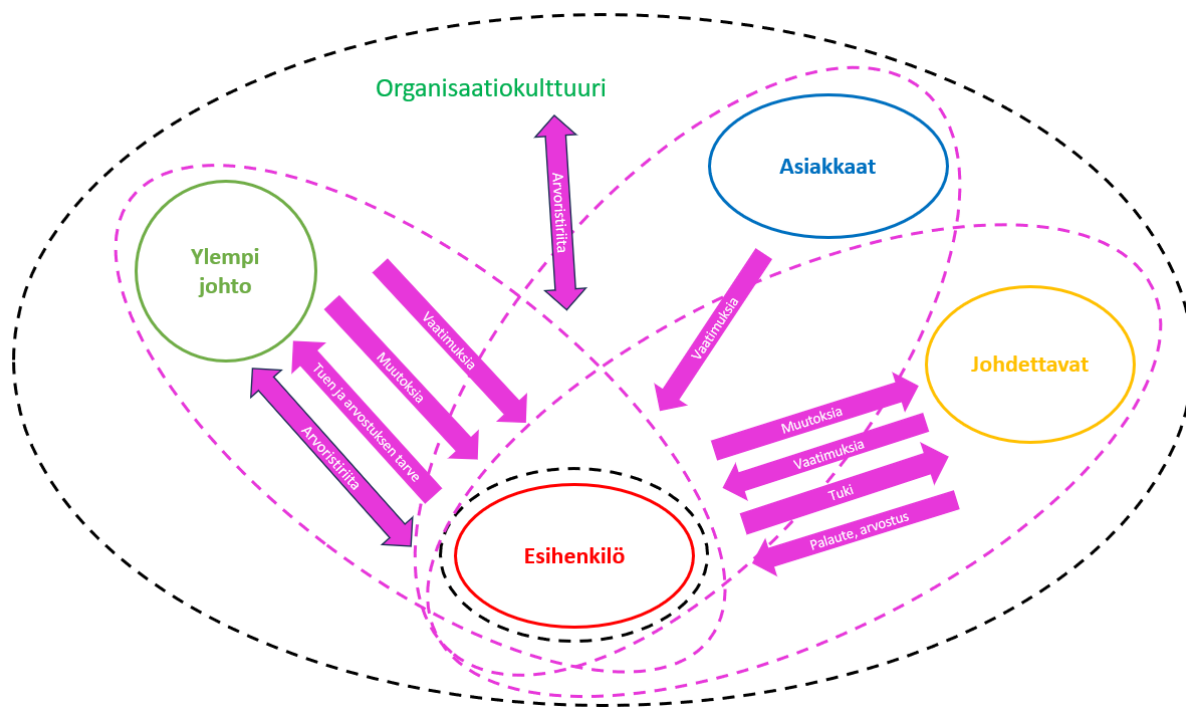 Organisaatiokulttuuri
Arvoristiriita
Asiakkaat
Ylempi
johto
Vaatimuksia
Muutoksia
Tuen ja arvostuksen tarve
Arvoristiriita
Vaatimuksia
Johdettavat
Muutoksia
Vaatimuksia
Tuki
Palaute, arvostus
Esihenkilö